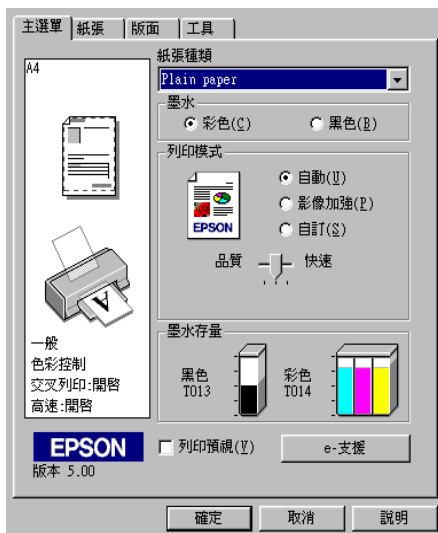 主選單 紙張 版面 工具
A4
紙張種類
Plain paper
墨水
彩色(C) 黑色(B)
列印模式
自動(U)
影像加強(P)
自訂(S)
EPSON
品質 快速
墨水存量
黑色
T013
彩色
T014
一般
色彩控制
交叉列印:開啓
高速:開啓
EPSON
版本 5.00
列印預視(Y)
e-支援
確定 取消 說明